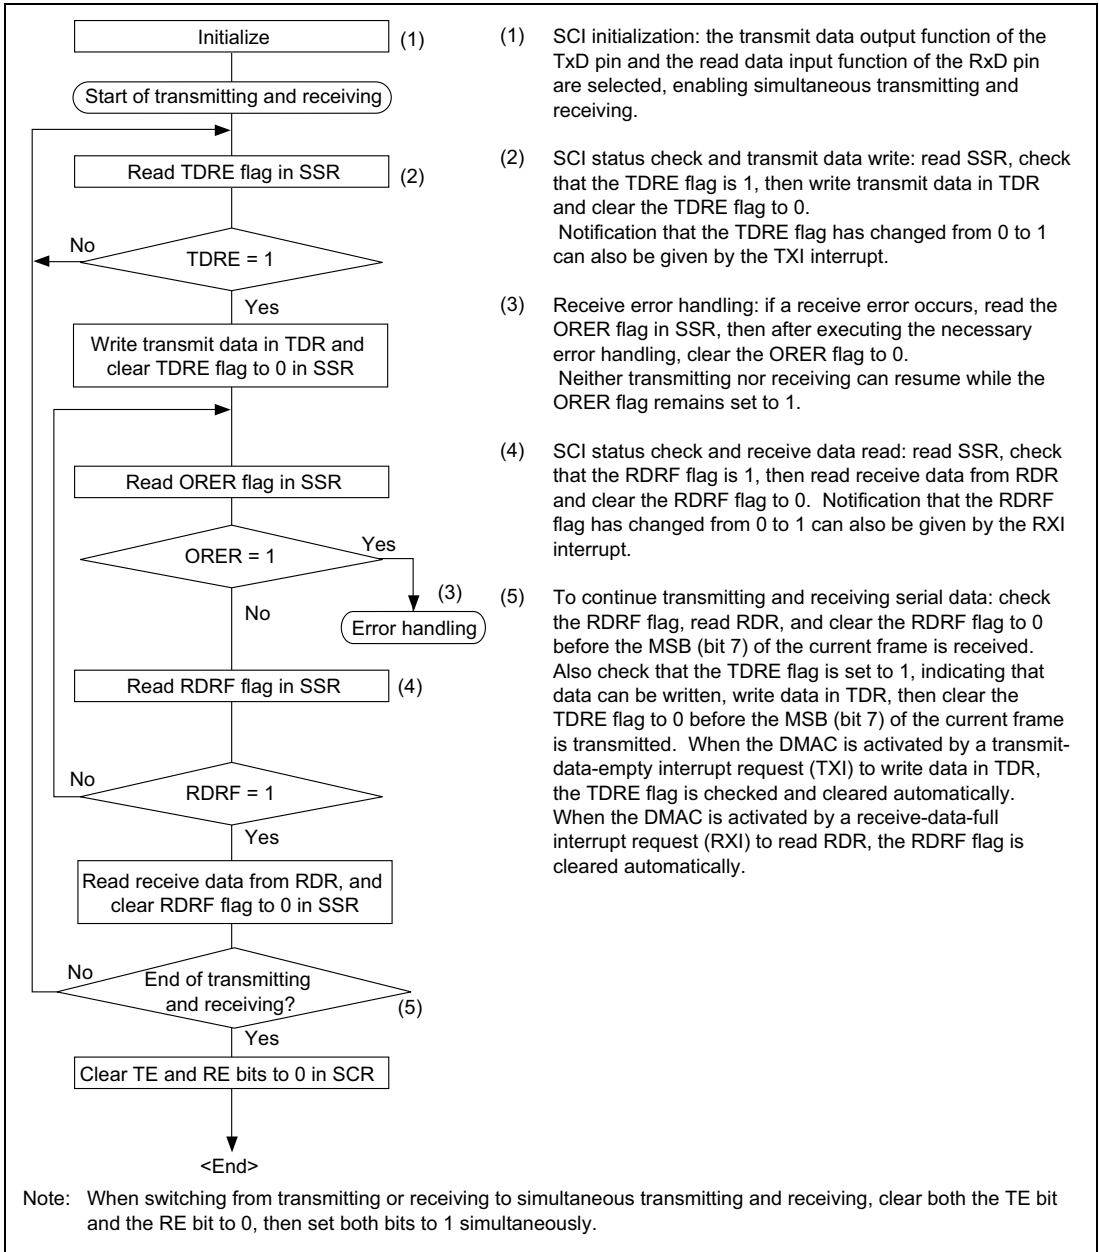 Initialize
(1)
Start of transmitting and receiving
Read TDRE flag in SSR
(2)
No
TDRE = 1
Yes
Write transmit data in TDR and
clear TDRE flag to 0 in SSR
Read ORER flag in SSR
ORER = 1
Yes
No
(3)
Error handling
Read RDRF flag in SSR
(4)
No
RDRF = 1
Yes
Read receive data from RDR, and
clear RDRF flag to 0 in SSR
No
End of transmitting
and receiving?
(5)
Yes
Clear TE and RE bits to 0 in SCR
<End>
(1) SCI initialization: the transmit data output function of the
TxD pin and the read data input function of the RxD pin
are selected, enabling simultaneous transmitting and
receiving.
(2) SCI status check and transmit data write: read SSR, check
that the TDRE flag is 1, then write transmit data in TDR
and clear the TDRE flag to 0.
Notification that the TDRE flag has changed from 0 to 1
can also be given by the TXI interrupt.
(3) Receive error handling: if a receive error occurs, read the
ORER flag in SSR, then after executing the necessary
error handling, clear the ORER flag to 0.
Neither transmitting nor receiving can resume while the
ORER flag remains set to 1.
(4) SCI status check and receive data read: read SSR, check
that the RDRF flag is 1, then read receive data from RDR
and clear the RDRF flag to 0. Notification that the RDRF
flag has changed from 0 to 1 can also be given by the RXI
interrupt.
(5) To continue transmitting and receiving serial data: check
the RDRF flag, read RDR, and clear the RDRF flag to 0
before the MSB (bit 7) of the current frame is received.
Also check that the TDRE flag is set to 1, indicating that
data can be written, write data in TDR, then clear the
TDRE flag to 0 before the MSB (bit 7) of the current frame
is transmitted. When the DMAC is activated by a transmit-
data-empty interrupt request (TXI) to write data in TDR,
the TDRE flag is checked and cleared automatically.
When the DMAC is activated by a receive-data-full
interrupt request (RXI) to read RDR, the RDRF flag is
cleared automatically.
Note: When switching from transmitting or receiving to simultaneous transmitting and receiving, clear both the TE bit
and the RE bit to 0, then set both bits to 1 simultaneously.